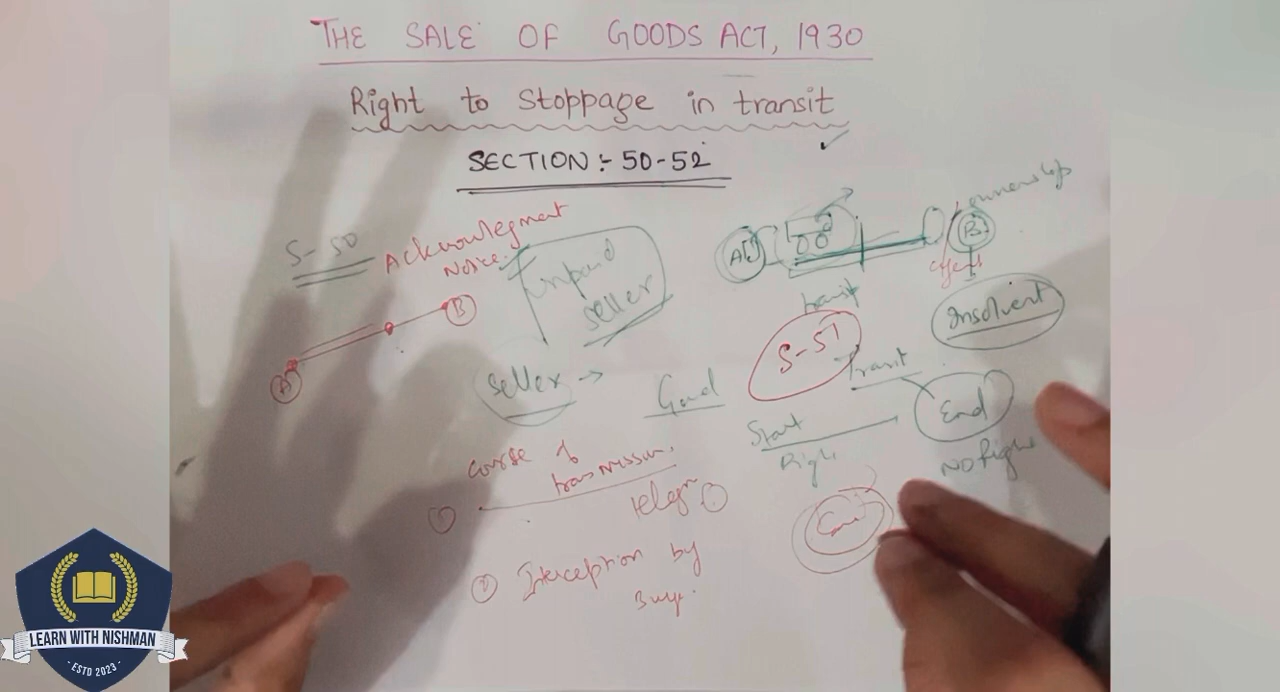 THE SALE OF GOODS ACT, 1930
Right to Stoppage in transit
SECTION:- 50-52
S-50
Acknowlegment
Notice
unpaid
seller
A
B
Seller →
Good
course of
transmission.
① Interception by
Buye.
ownership
A
B
transit
Insolvent
S-51
Transit
Start
End
Right
NO Right
LEARN WITH NISHMAN
· ESTD 2023 ·